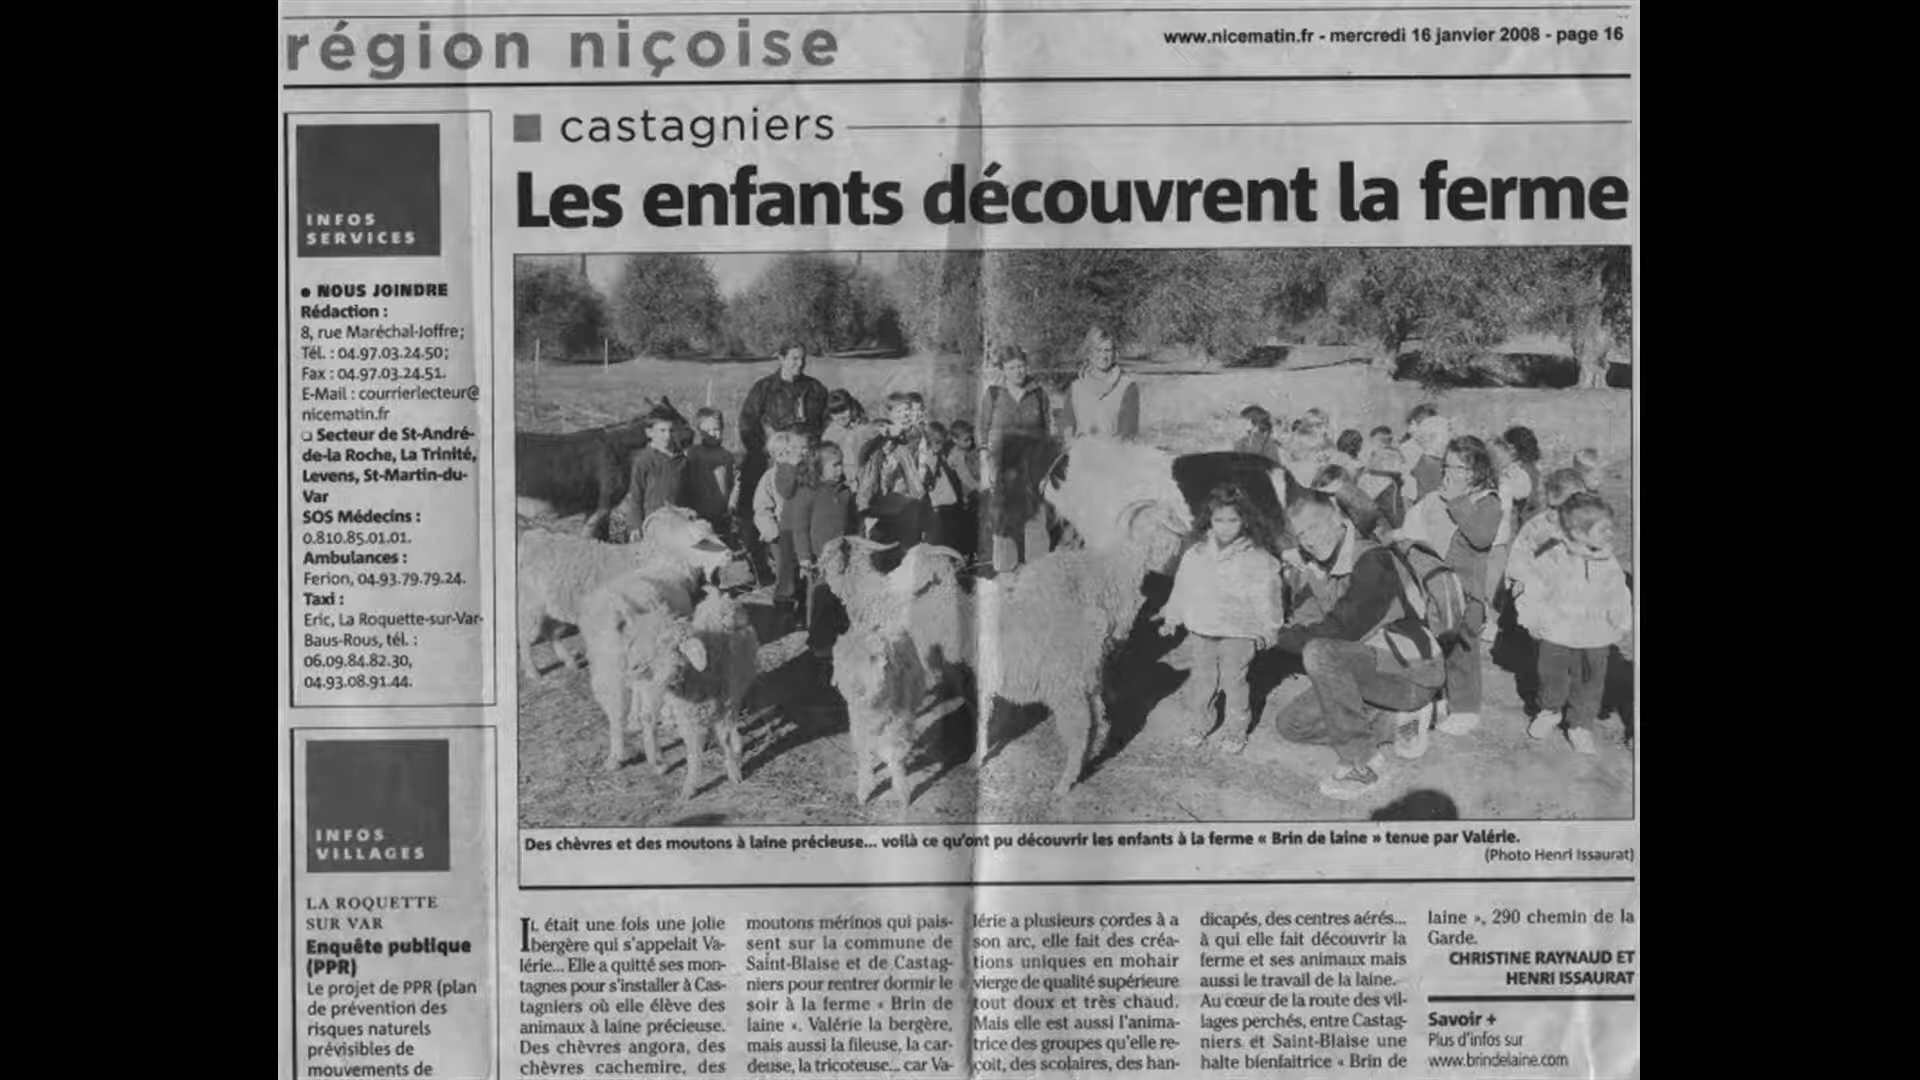 région niçoise
www.nicematin.fr - mercredi 16 janvier 2008 - page 16
INFOS
SERVICES
● NOUS JOINDRE
Rédaction :
8, rue Maréchal-Joffre;
Tél. : 04.97.03.24.50;
Fax : 04.97.03.24.51.
E-Mail : courrierlecteur@
nicematin.fr
❏ Secteur de St-André-
de-la Roche, La Trinité,
Levens, St-Martin-du-
Var
SOS Médecins :
0.810.85.01.01.
Ambulances :
Ferion, 04.93.79.79.24.
Taxi :
Eric, La Roquette-sur-Var-
Baus-Rous, tél. :
06.09.84.82.30,
04.93.08.91.44.
INFOS
VILLAGES
LA ROQUETTE
SUR VAR
Enquête publique
(PPR)
Le projet de PPR (plan
de prévention des
risques naturels
prévisibles de
mouvements de
castagniers
Les enfants découvrent la ferme
Des chèvres et des moutons à laine précieuse... voilà ce qu'ont pu découvrir les enfants à la ferme « Brin de laine » tenue par Valérie.
(Photo Henri Issaurat)
IL était une fois une jolie
bergère qui s'appelait Va-
lérie... Elle a quitté ses mon-
tagnes pour s'installer à Cas-
tagniers où elle élève des
animaux à laine précieuse.
Des chèvres angora, des
chèvres cachemire, des
moutons mérinos qui pais-
sent sur la commune de
Saint-Blaise et de Castag-
niers pour rentrer dormir le
soir à la ferme « Brin de
laine ». Valérie la bergère,
mais aussi la fileuse, la car-
deuse, la tricoteuse... car Va-
lérie a plusieurs cordes à a
son arc, elle fait des créa-
tions uniques en mohair
vierge de qualité supérieure
tout doux et très chaud.
Mais elle est aussi l'anima-
trice des groupes qu'elle re-
çoit, des scolaires, des han-
dicapés, des centres aérés...
à qui elle fait découvrir la
ferme et ses animaux mais
aussi le travail de la laine.
Au cœur de la route des vil-
lages perchés, entre Castag-
niers et Saint-Blaise une
halte bienfaitrice « Brin de
laine », 290 chemin de la
Garde.
CHRISTINE RAYNAUD ET
HENRI ISSAURAT
Savoir +
Plus d'infos sur
www.brindelaine.com